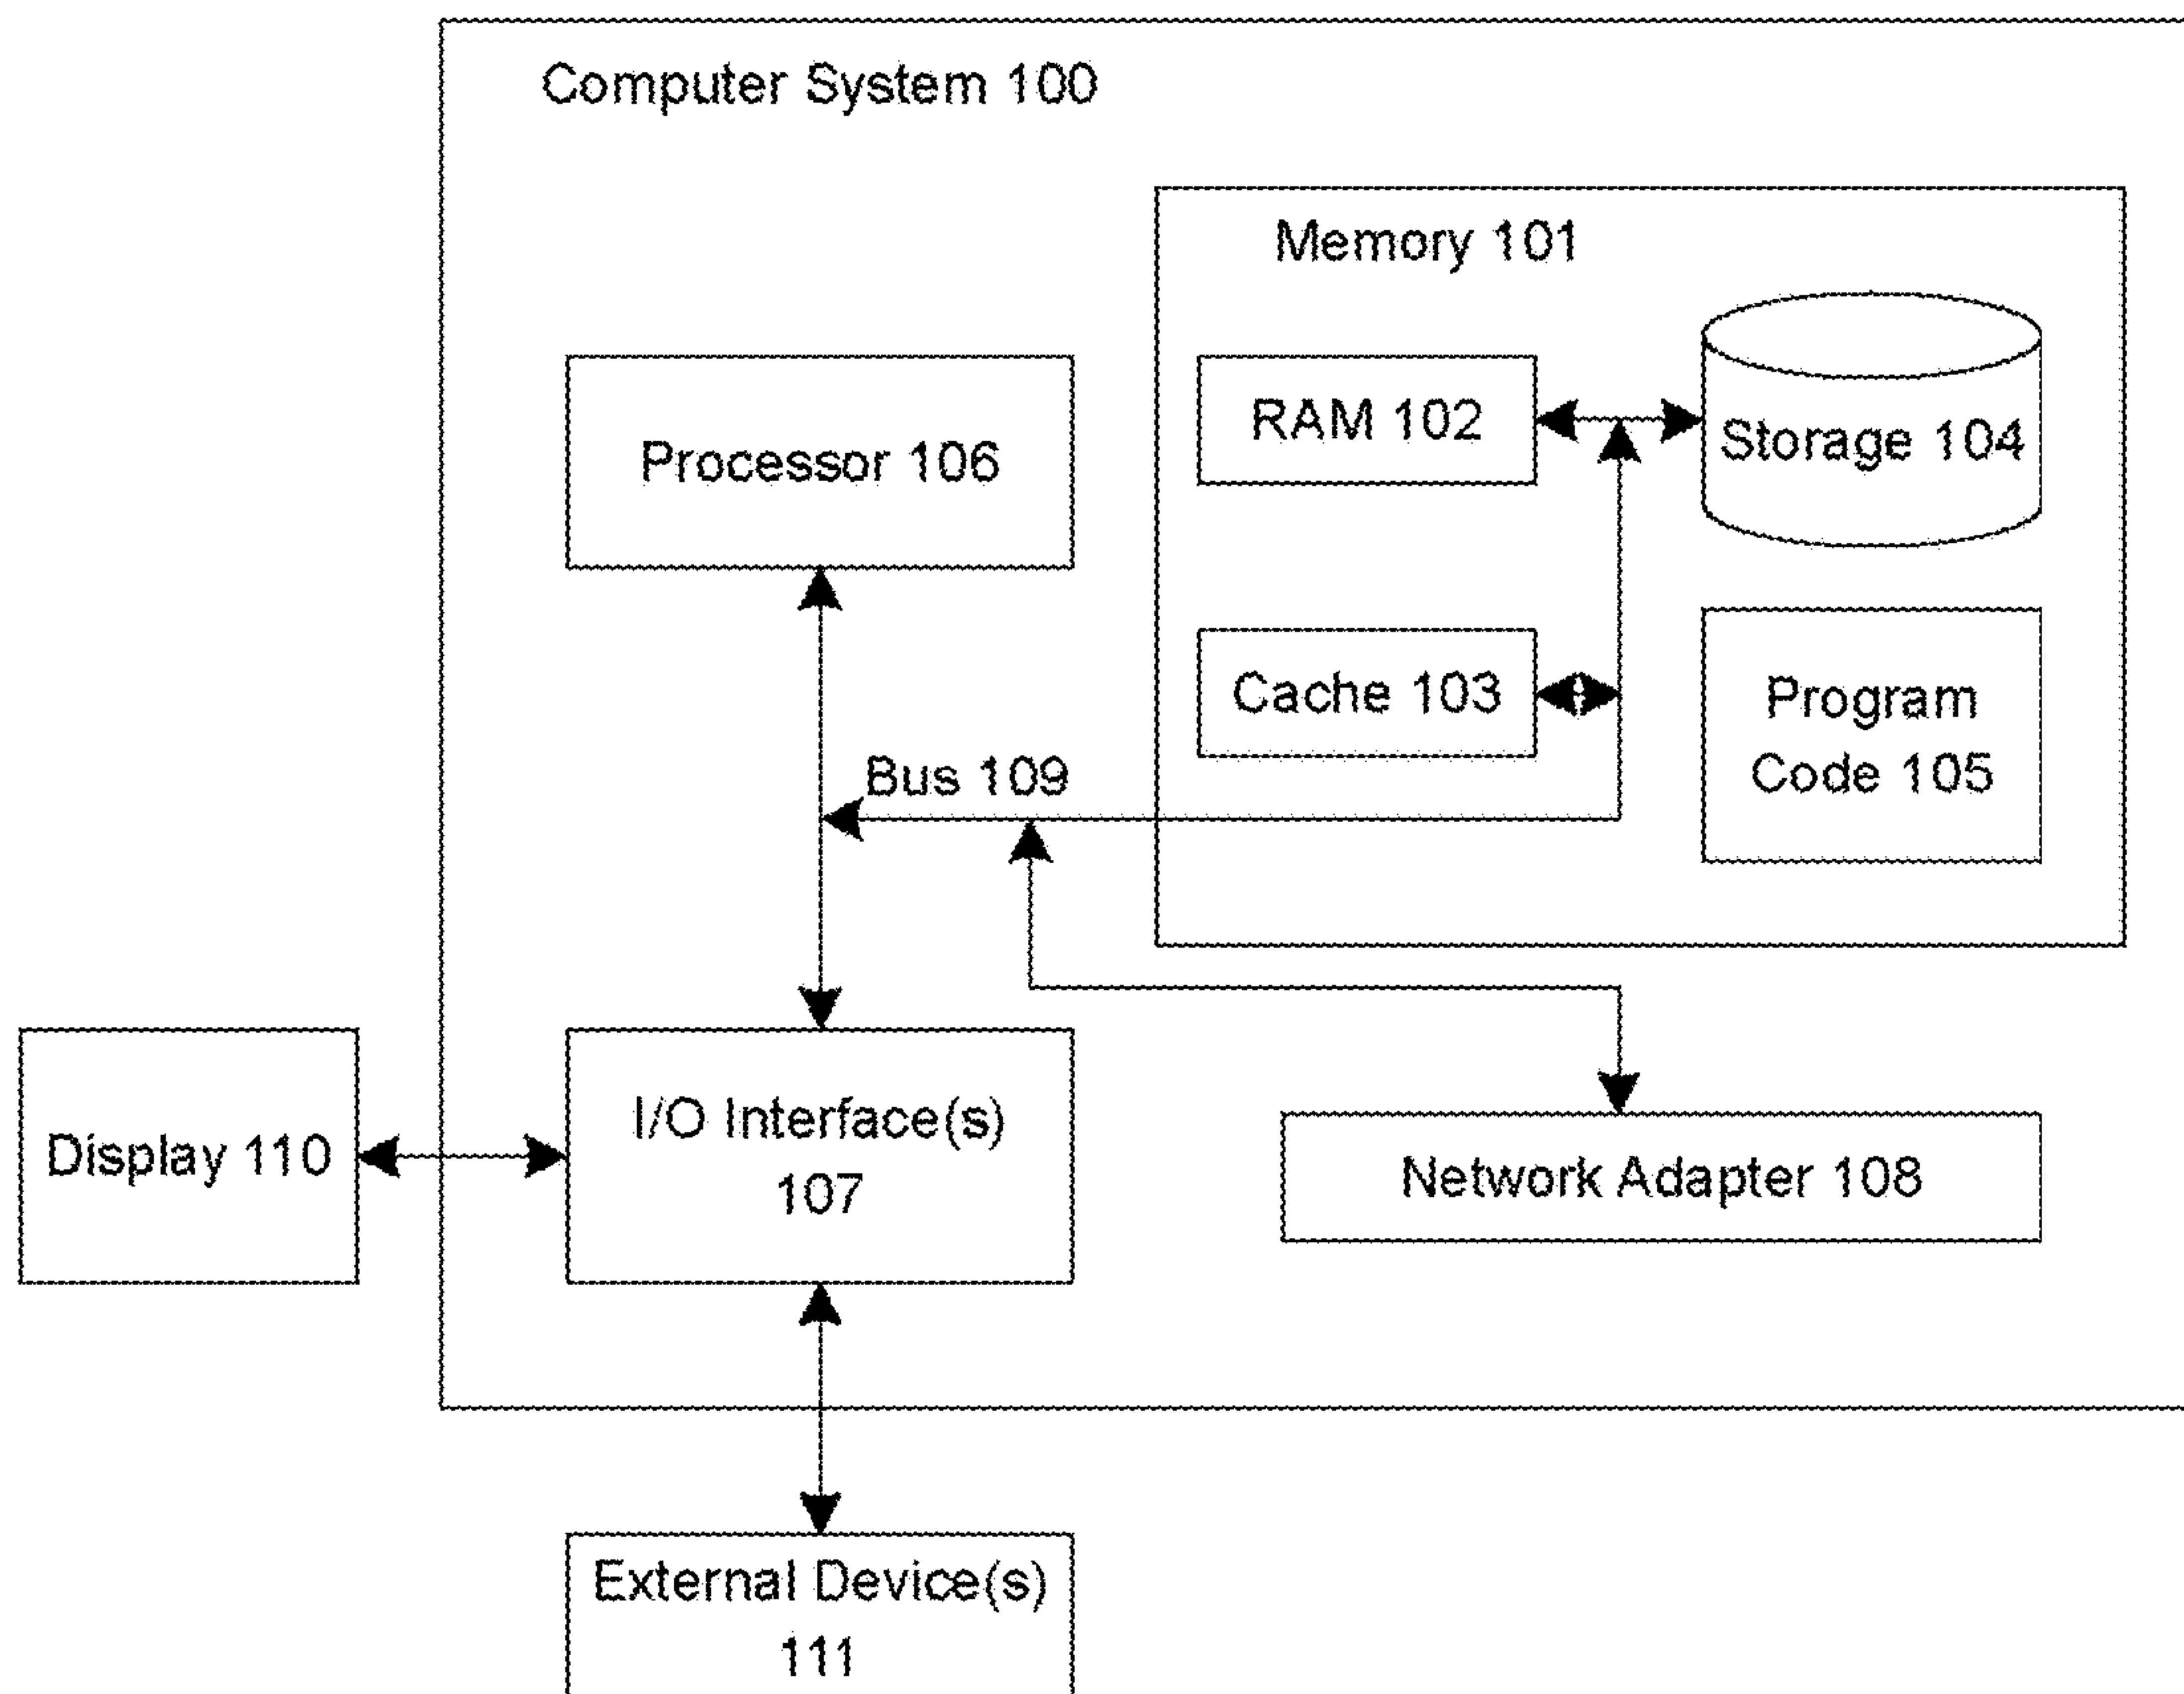 Computer System 100
Memory 101
RAM 102
Storage 104
Processor 106
Cache 103
Program
Code 105
Bus 109
I/O Interface(s)
107
Display 110
Network Adapter 108
External Device(s)
111